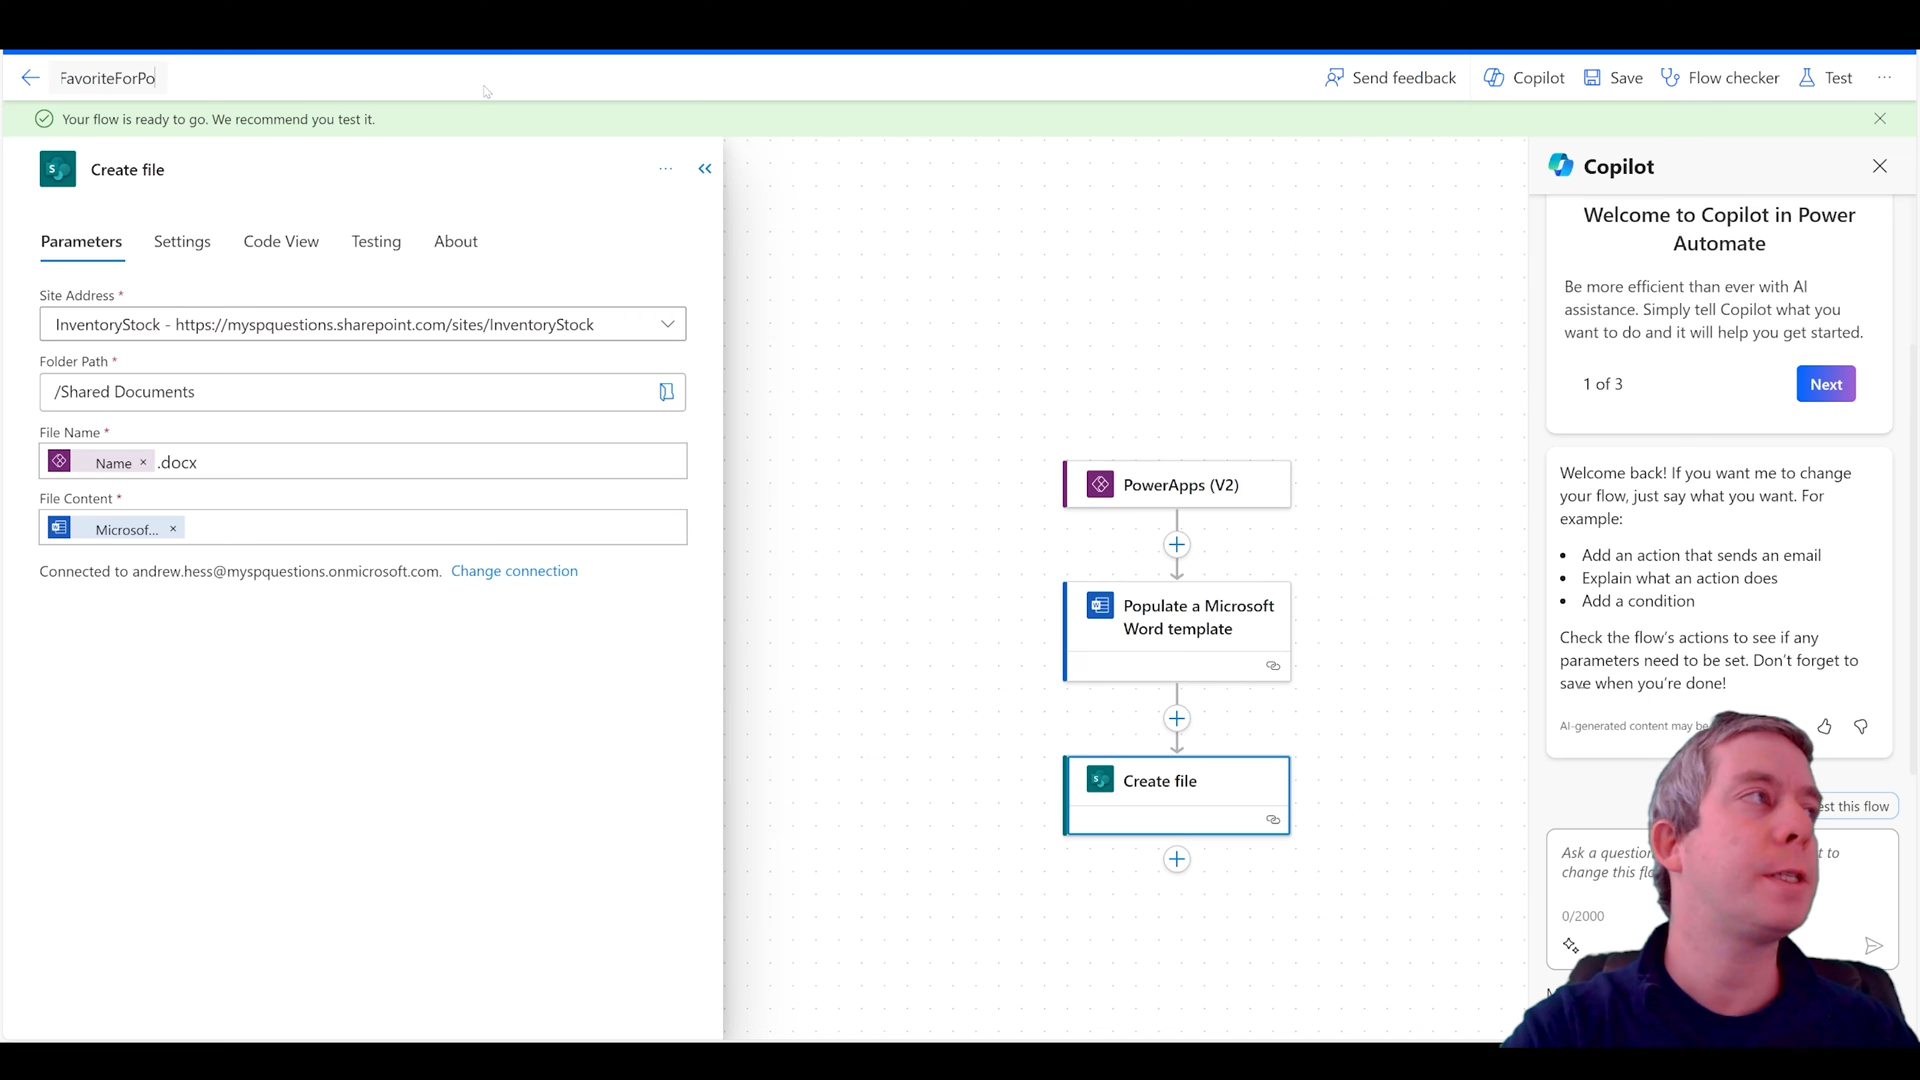 FavoriteForPo
Send feedback
Copilot
Save
Flow checker
Test
Your flow is ready to go. We recommend you test it.
Create file
Parameters
Settings
Code View
Testing
About
Site Address *
InventoryStock - https://myspquestions.sharepoint.com/sites/InventoryStock
Folder Path *
/Shared Documents
File Name *
Name × .docx
File Content *
Microsof... ×
Connected to andrew.hess@myspquestions.onmicrosoft.com. Change connection
PowerApps (V2)
Populate a Microsoft
Word template
Create file
Copilot
Welcome to Copilot in Power
Automate
Be more efficient than ever with AI
assistance. Simply tell Copilot what you
want to do and it will help you get started.
1 of 3
Next
Welcome back! If you want me to change
your flow, just say what you want. For
example:
• Add an action that sends an email
• Explain what an action does
• Add a condition
Check the flow's actions to see if any
parameters need to be set. Don't forget to
save when you're done!
AI-generated content may be
this flow
Ask a question
to
change this
0/2000